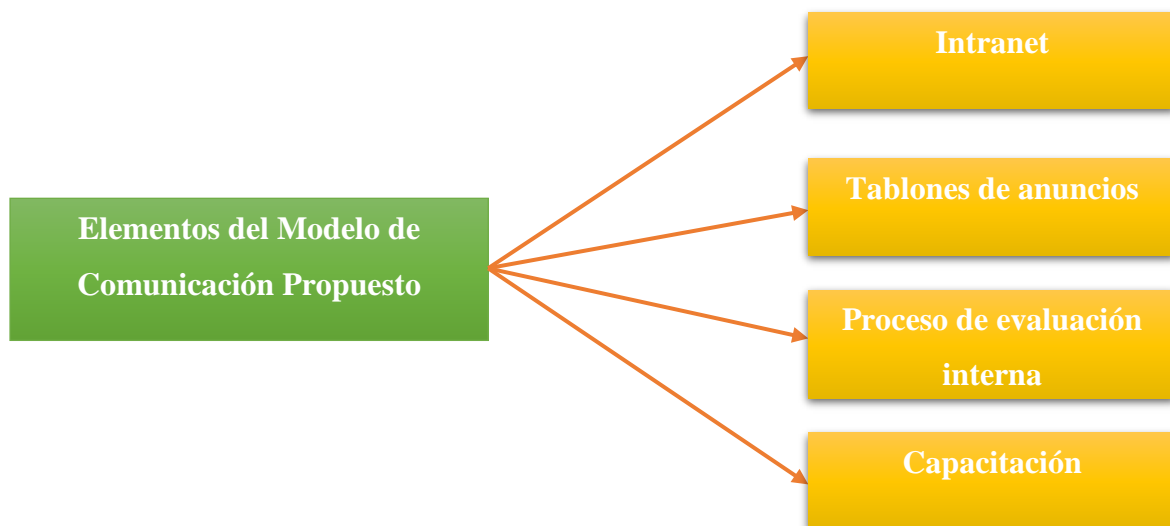 Elementos del Modelo de
Comunicación Propuesto
Intranet
Tablones de anuncios
Proceso de evaluación
interna
Capacitación